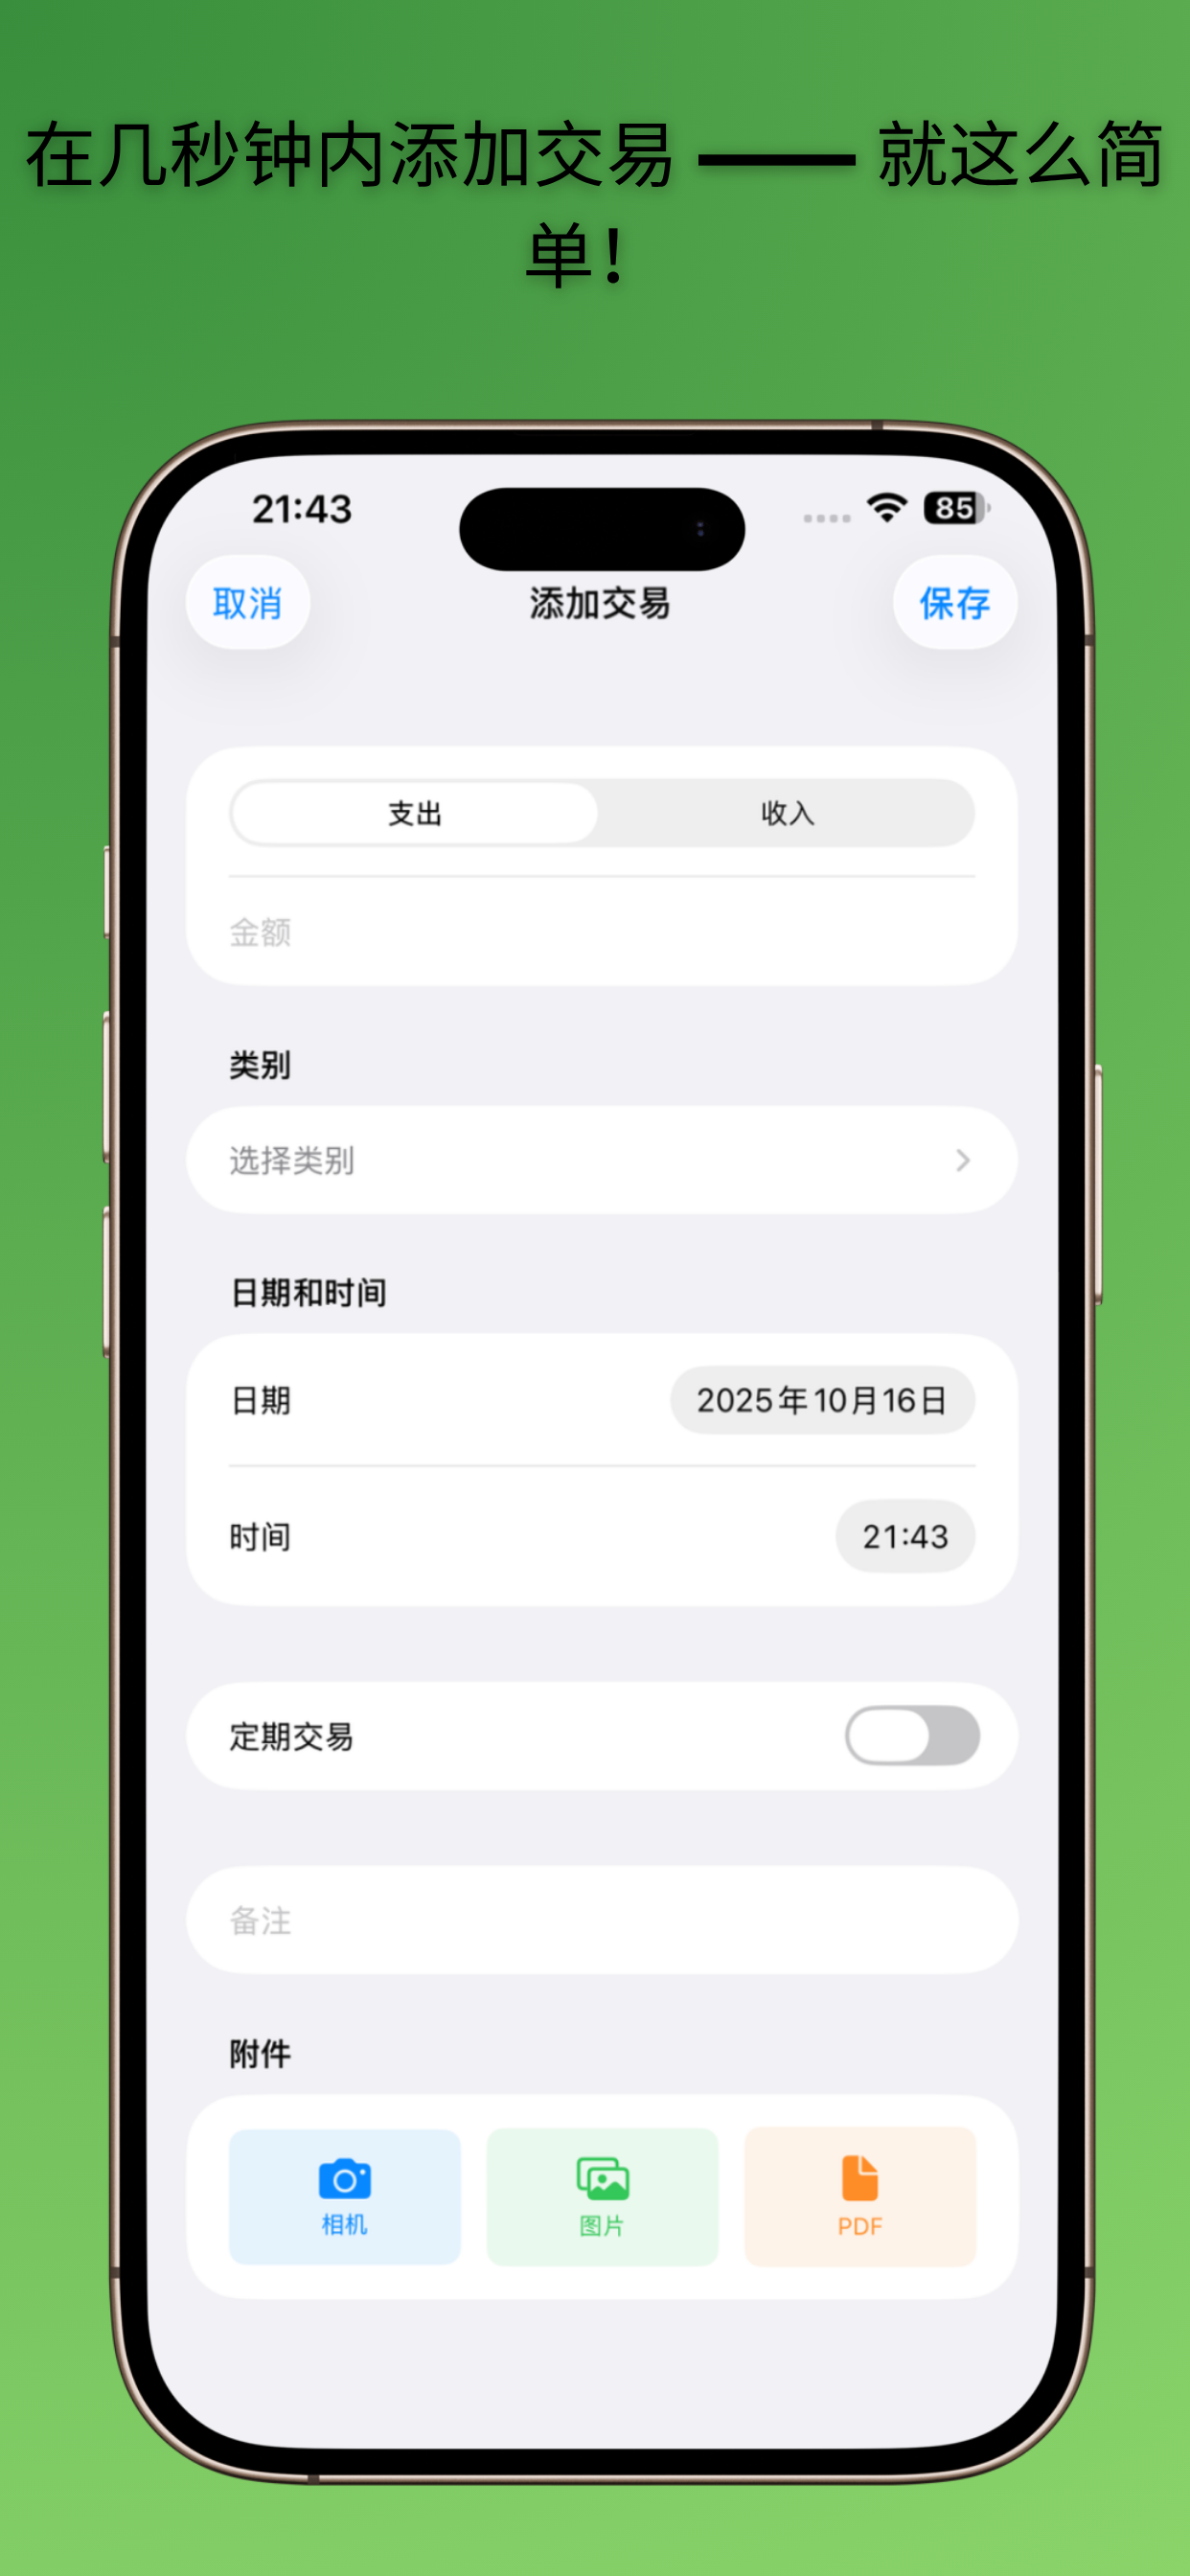 在几秒钟内添加交易 —— 就这么简
单！
21:43
85
取消
添加交易
保存
支出
收入
金额
类别
选择类别
日期和时间
日期
2025年10月16日
时间
21:43
定期交易
备注
附件
相机
图片
PDF